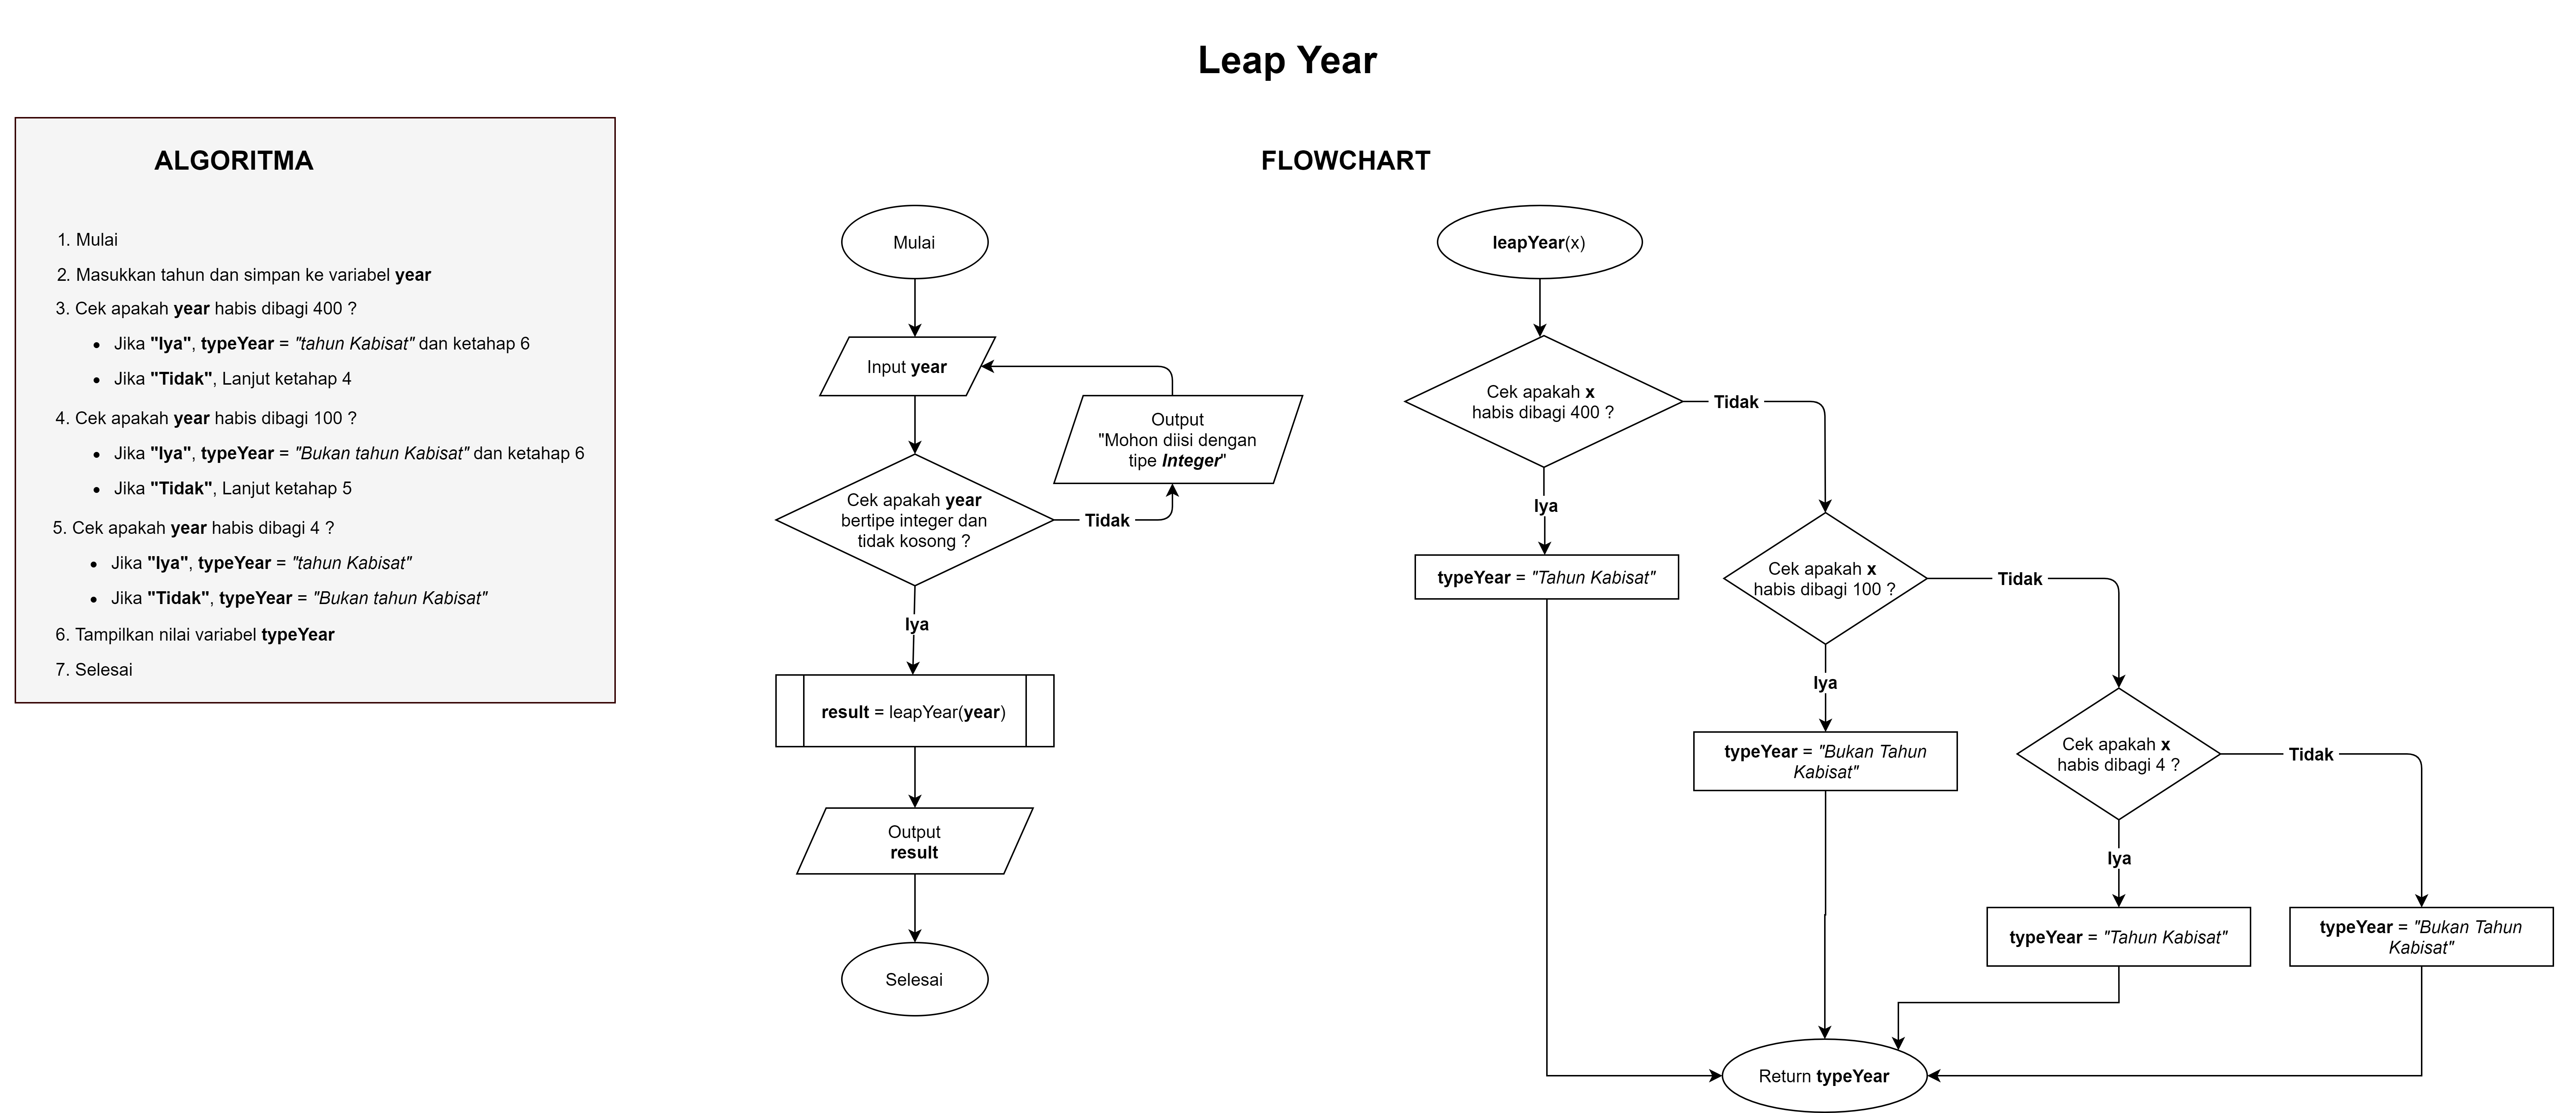 Leap Year
ALGORITMA
1. Mulai
2. Masukkan tahun dan simpan ke variabel year
3. Cek apakah year habis dibagi 400 ?
• Jika "Iya", typeYear = "tahun Kabisat" dan ketahap 6
• Jika "Tidak", Lanjut ketahap 4
4. Cek apakah year habis dibagi 100 ?
• Jika "Iya", typeYear = "Bukan tahun Kabisat" dan ketahap 6
• Jika "Tidak", Lanjut ketahap 5
5. Cek apakah year habis dibagi 4 ?
• Jika "Iya", typeYear = "tahun Kabisat"
• Jika "Tidak", typeYear = "Bukan tahun Kabisat"
6. Tampilkan nilai variabel typeYear
7. Selesai
FLOWCHART
Mulai
Input year
Output
"Mohon diisi dengan
tipe Integer"
Cek apakah year
bertipe integer dan
tidak kosong ?
Tidak
Iya
result = leapYear(year)
Output
result
Selesai
leapYear(x)
Cek apakah x
habis dibagi 400 ?
Tidak
Iya
typeYear = "Tahun Kabisat"
Cek apakah x
habis dibagi 100 ?
Tidak
Iya
typeYear = "Bukan Tahun
Kabisat"
Cek apakah x
habis dibagi 4 ?
Tidak
Iya
typeYear = "Tahun Kabisat"
typeYear = "Bukan Tahun
Kabisat"
Return typeYear